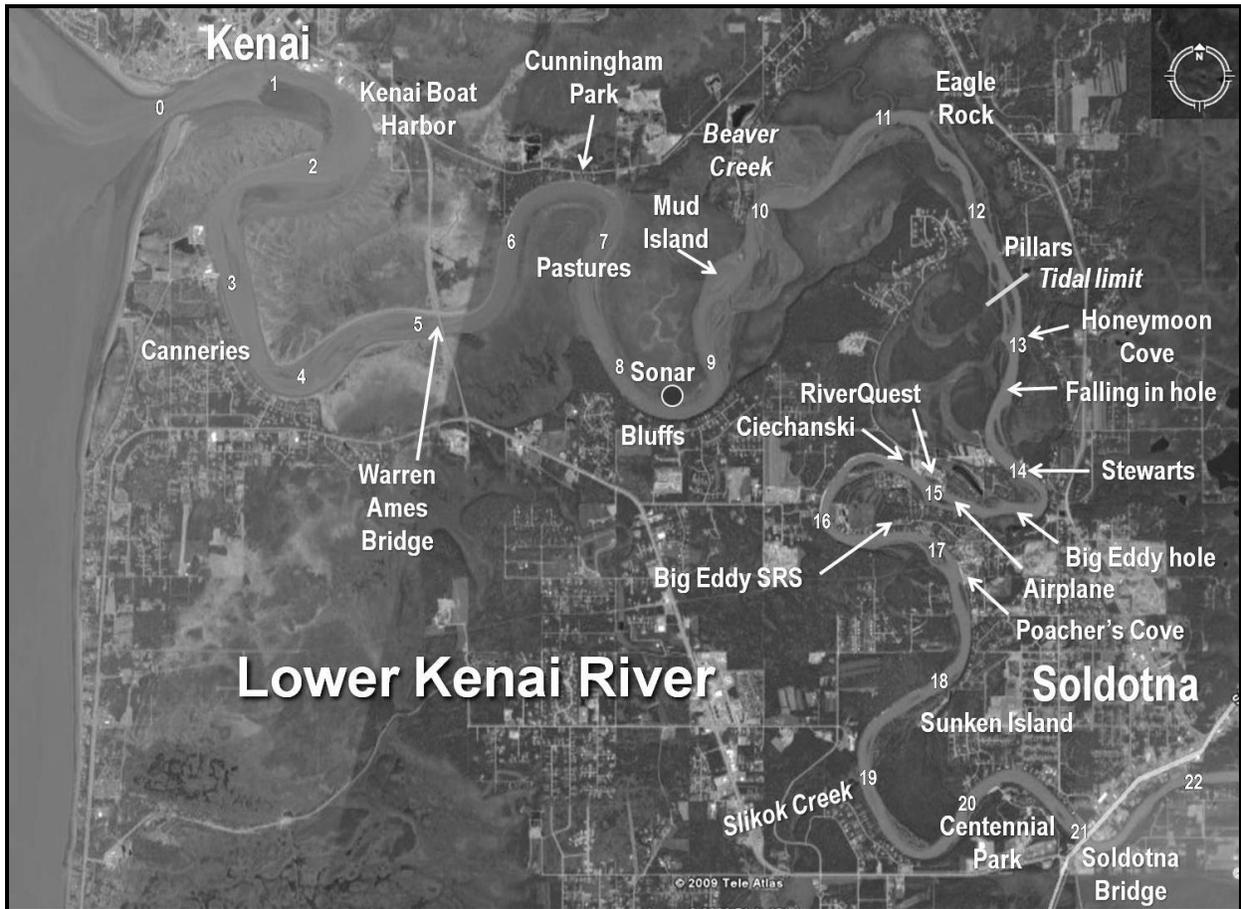 Kenai
Cunningham
Park
Kenai Boat
Harbor
Eagle
Rock
N
0
1
2
3
4
5
6
7
8
9
10
11
12
13
14
15
16
17
18
19
20
21
22
Beaver
Creek
Mud
Island
Pastures
Pillars
Tidal limit
Honeymoon
Cove
Canneries
Sonar
Bluffs
RiverQuest
Ciechanski
Falling in hole
Stewarts
Warren
Ames
Bridge
Big Eddy SRS
Big Eddy hole
Airplane
Poacher's Cove
Lower Kenai River
Soldotna
Sunken Island
Slikok Creek
Centennial
Park
Soldotna
Bridge
© 2009 Tele Atlas